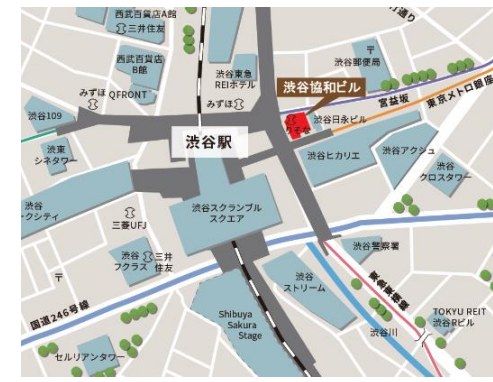 西武百貨店A館
三井住友
西武百貨店
B館
みずほ
QFRONT
渋谷109
渋東
シネタワー
渋谷東急
REIホテル
みずほ
渋谷駅
渋谷郵便局
渋谷協和ビル
りそな
渋谷日永ビル
宮益坂
東京メトロ銀座
渋谷ヒカリエ
渋谷アクシュ
渋谷
クロスタワー
渋谷
ークシティ
三菱UFJ
渋谷スクランブル
スクエア
渋谷
フクラス
三井
住友
国道246号線
セルリアンタワー
渋谷
ストリーム
Shibuya
Sakura
Stage
渋谷警察署
東急東横線
渋谷川
TOKYU REIT
渋谷Rビル